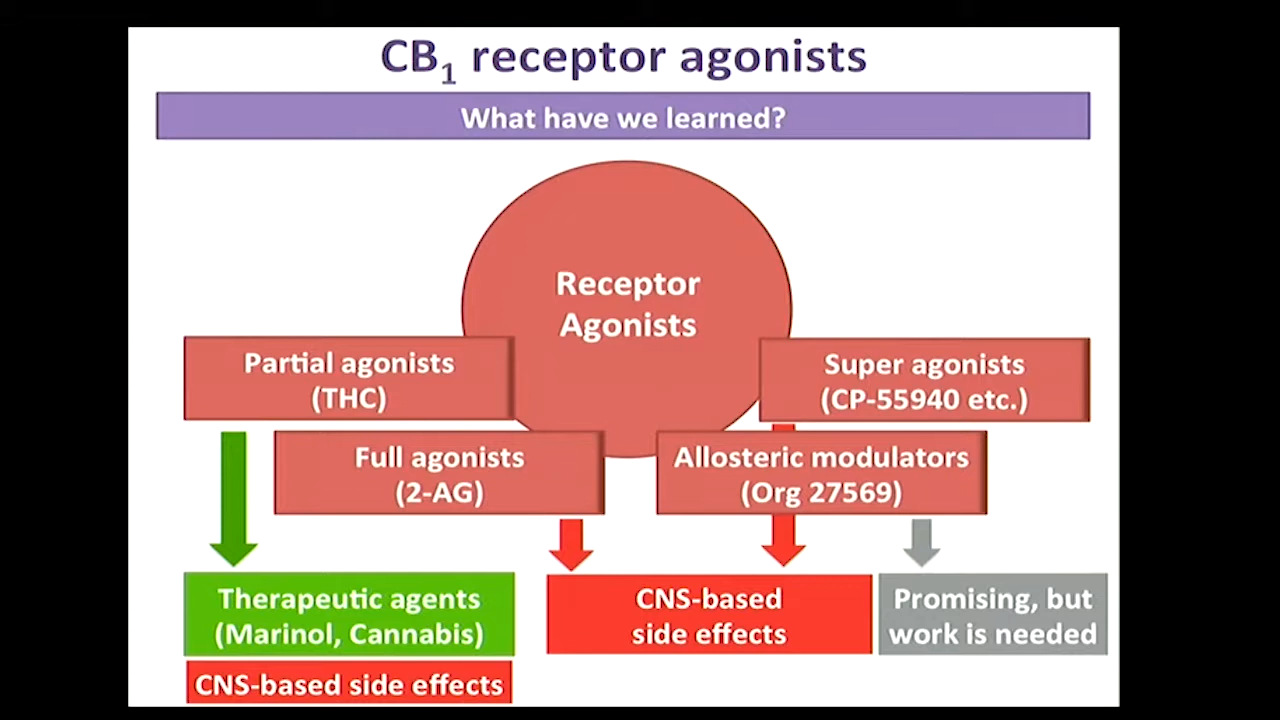 CB1 receptor agonists
What have we learned?
Receptor
Agonists
Partial agonists
(THC)
Super agonists
(CP-55940 etc.)
Full agonists
(2-AG)
Allosteric modulators
(Org 27569)
Therapeutic agents
(Marinol, Cannabis)
CNS-based side effects
CNS-based
side effects
Promising, but
work is needed